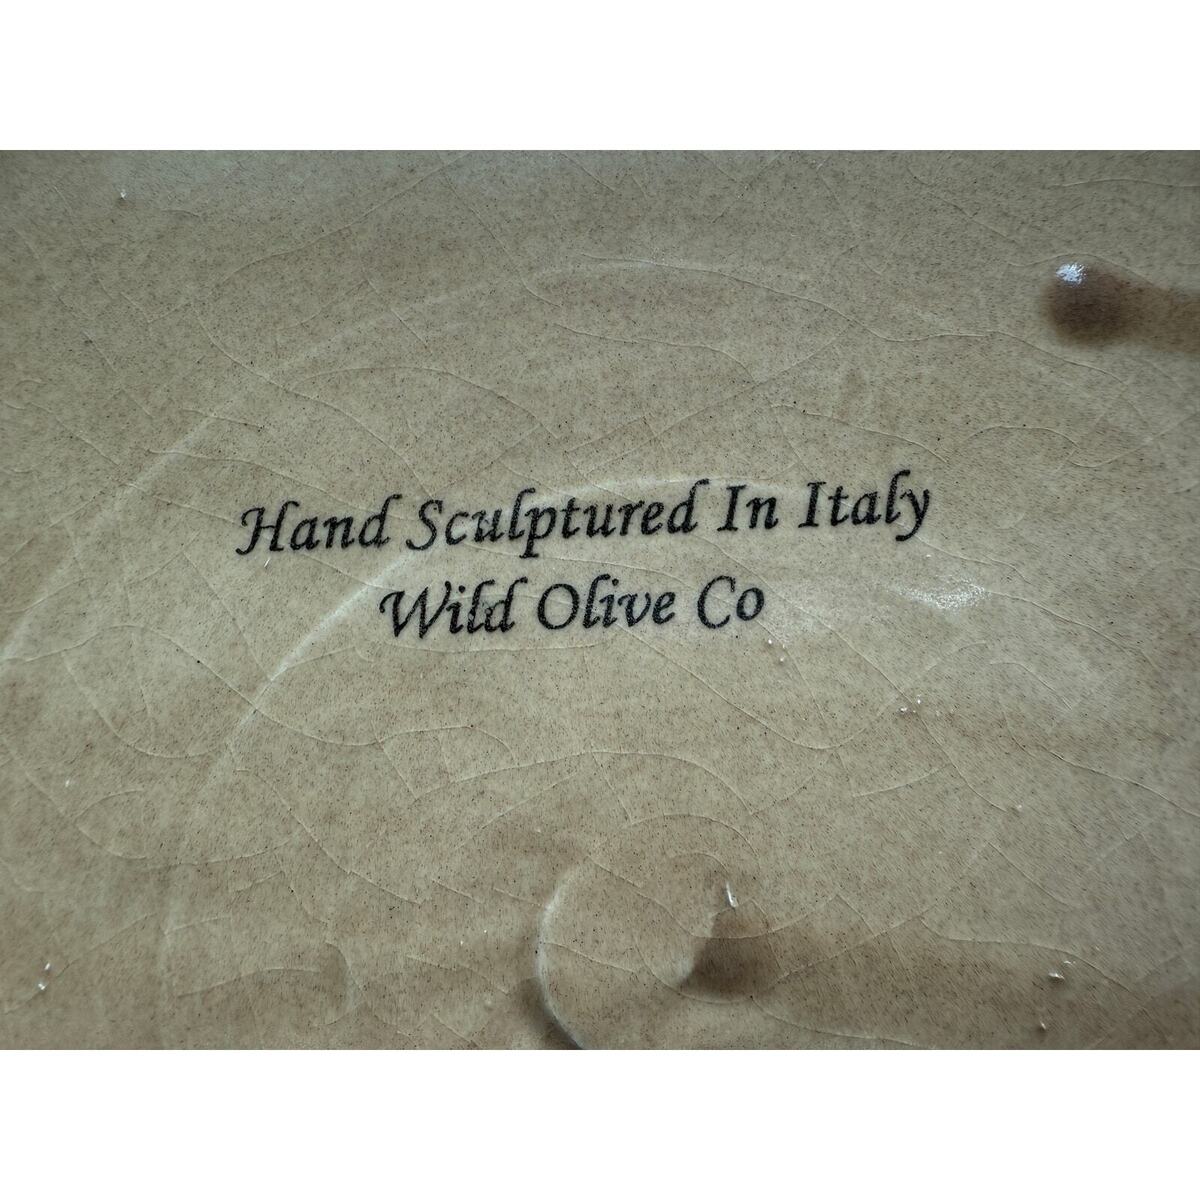 Hand Sculptured In Italy
Wild Olive Co